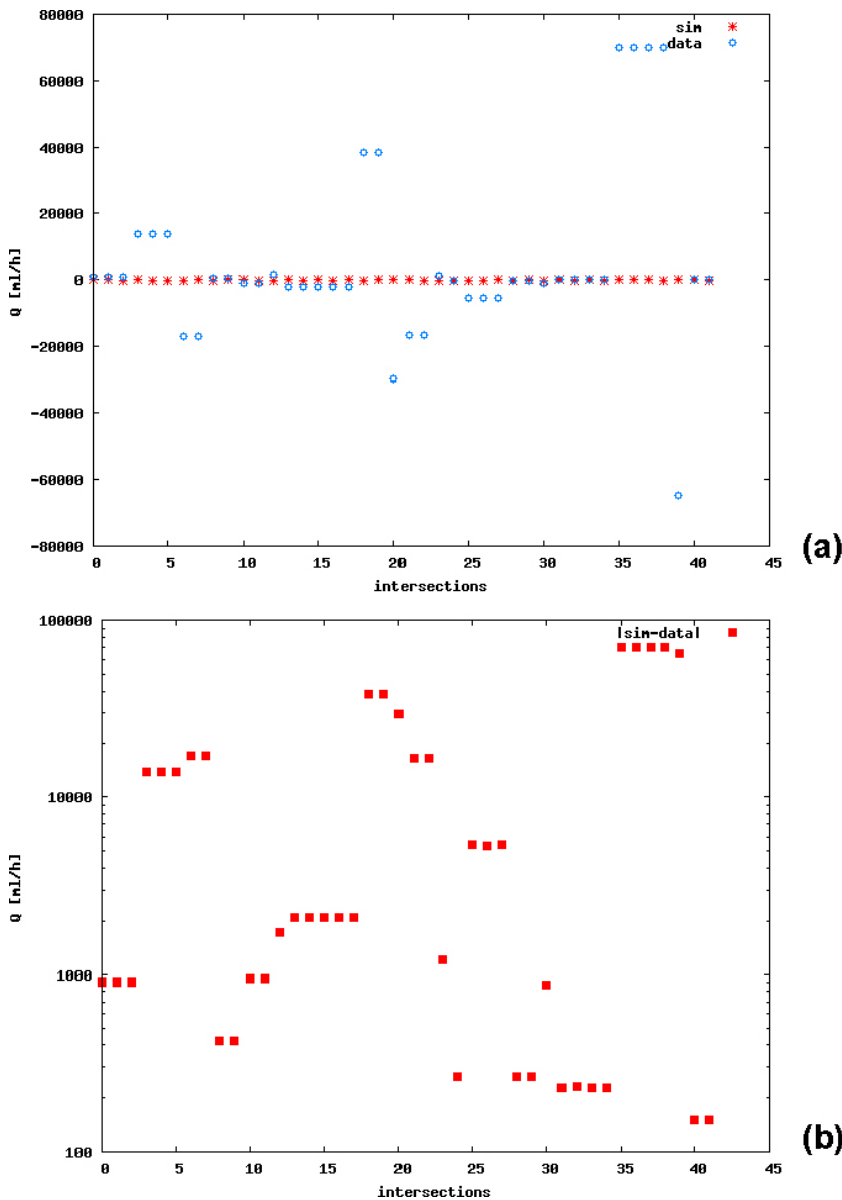 80000
60000
40000
20000
0
-20000
-40000
-60000
-80000
Q [ml/h]
sim
data
0 5 10 15 20 25 30 35 40 45
intersections
(a)
100000
10000
1000
100
Q [ml/h]
|sim-data|
0 5 10 15 20 25 30 35 40 45
intersections
(b)